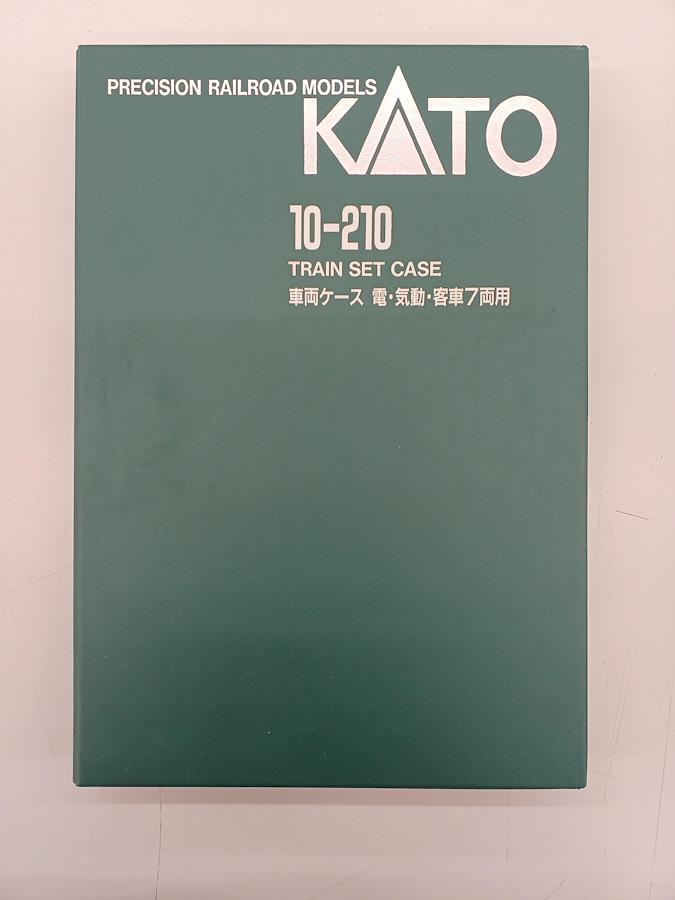 PRECISION RAILROAD MODELS
KATO
10-210
TRAIN SET CASE
車両ケース 電・気動・客車7両用